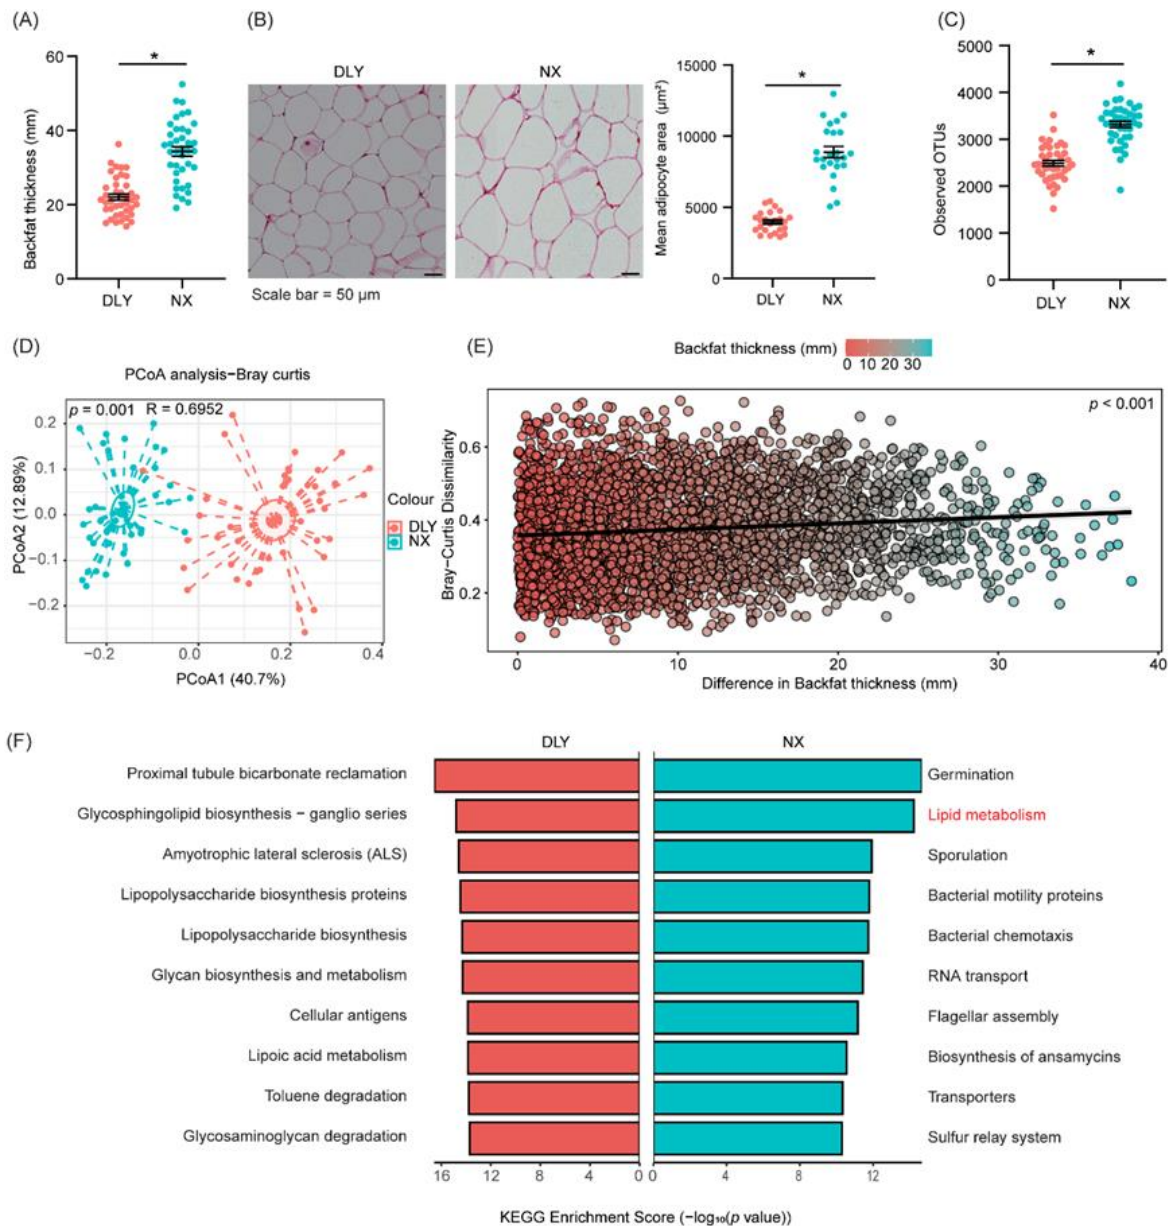 (A)
Backfat thickness (mm)
60
40
20
0
*
DLY
NX
(B)
DLY
NX
Scale bar = 50 µm
Mean adipocyte area (µm²)
15000
10000
5000
0
*
DLY
NX
(C)
Observed OTUs
5000
4000
3000
2000
1000
0
*
DLY
NX
(D)
PCoA analysis−Bray curtis
p = 0.001 R = 0.6952
PCoA2 (12.89%)
0.2
0.1
0.0
−0.1
−0.2
−0.2
0.0
0.2
0.4
PCoA1 (40.7%)
Colour
DLY
NX
(E)
Backfat thickness (mm)
0 10 20 30
p < 0.001
Bray−Curtis Dissimilarity
0.6
0.4
0.2
0
10
20
30
40
Difference in Backfat thickness (mm)
(F)
DLY
NX
Proximal tubule bicarbonate reclamation
Glycosphingolipid biosynthesis − ganglio series
Amyotrophic lateral sclerosis (ALS)
Lipopolysaccharide biosynthesis proteins
Lipopolysaccharide biosynthesis
Glycan biosynthesis and metabolism
Cellular antigens
Lipoic acid metabolism
Toluene degradation
Glycosaminoglycan degradation
Germination
Lipid metabolism
Sporulation
Bacterial motility proteins
Bacterial chemotaxis
RNA transport
Flagellar assembly
Biosynthesis of ansamycins
Transporters
Sulfur relay system
16 12 8 4 0
0 4 8 12
KEGG Enrichment Score (−log₁₀(p value))